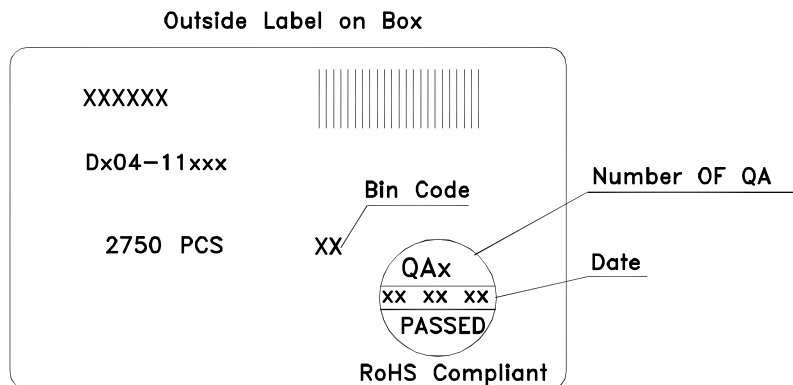 Outside Label on Box
XXXXXX
Dx04-11xxx
Number OF QA
Bin Code
2750 PCS
XX
QAx
Date
xx xx xx
PASSED
RoHS Compliant